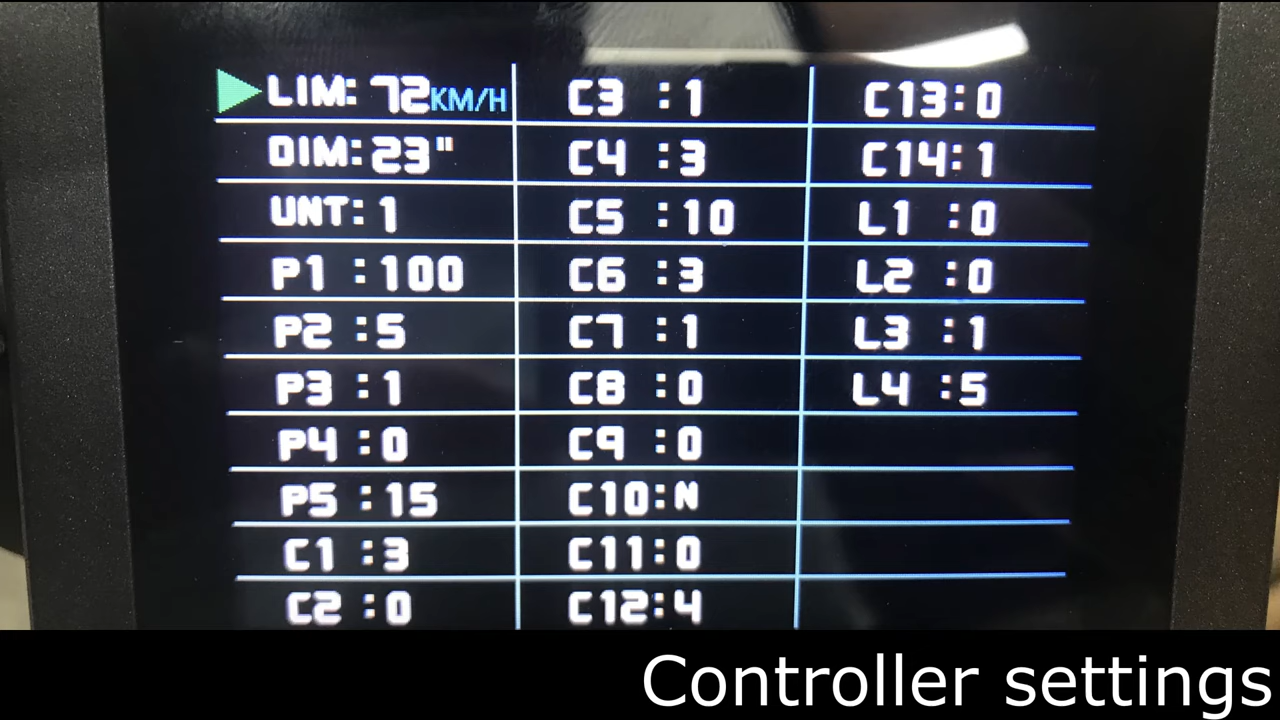 LIM: 72KM/H
DIM: 23"
UNT: 1
P1 :100
P2 :5
P3 :1
P4 :0
P5 :15
C1 :3
C2 :0
C3 :1
C4 :3
C5 :10
C6 :3
C7 :1
C8 :0
C9 :0
C10:N
C11:0
C12:4
C13:0
C14:1
L1 :0
L2 :0
L3 :1
L4 :5
Controller settings